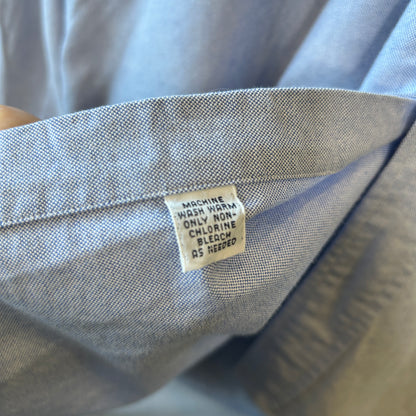 MACHINE
WASH WARM
ONLY NON-
CHLORINE
BLEACH
AS NEEDED